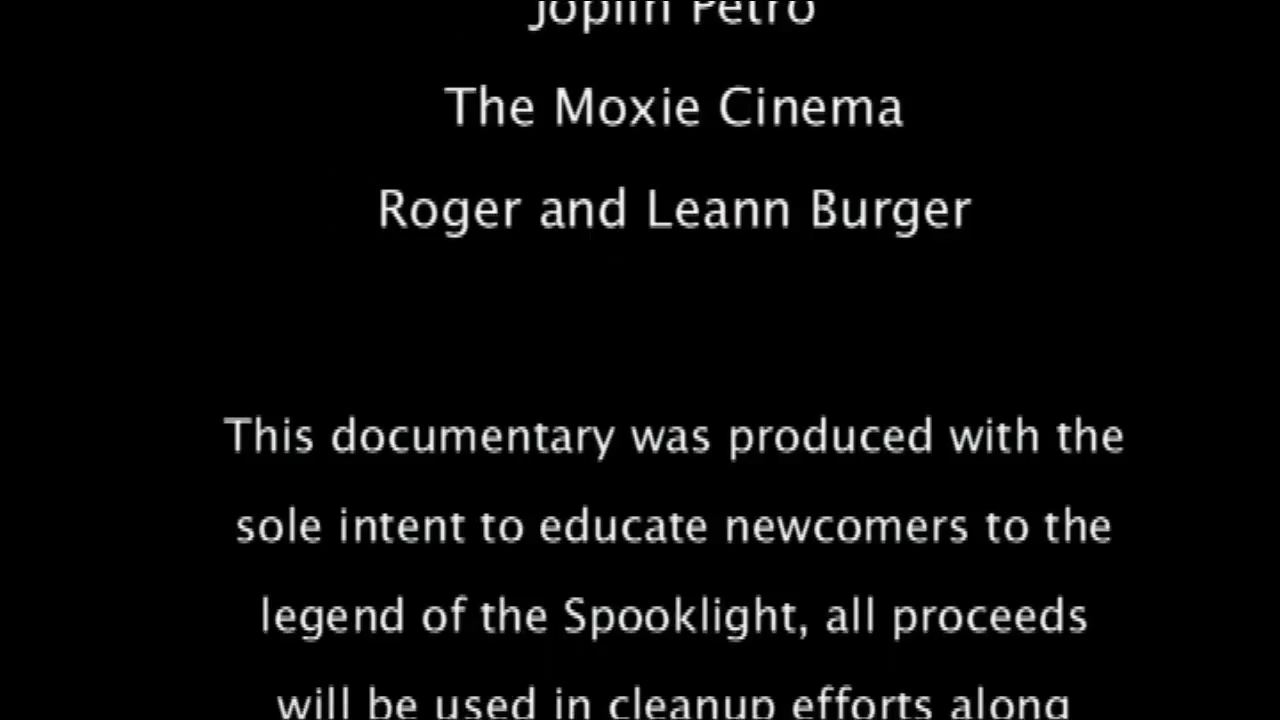 Joplin Petro
The Moxie Cinema
Roger and Leann Burger
This documentary was produced with the
sole intent to educate newcomers to the
legend of the Spooklight, all proceeds
will be used in cleanup efforts along